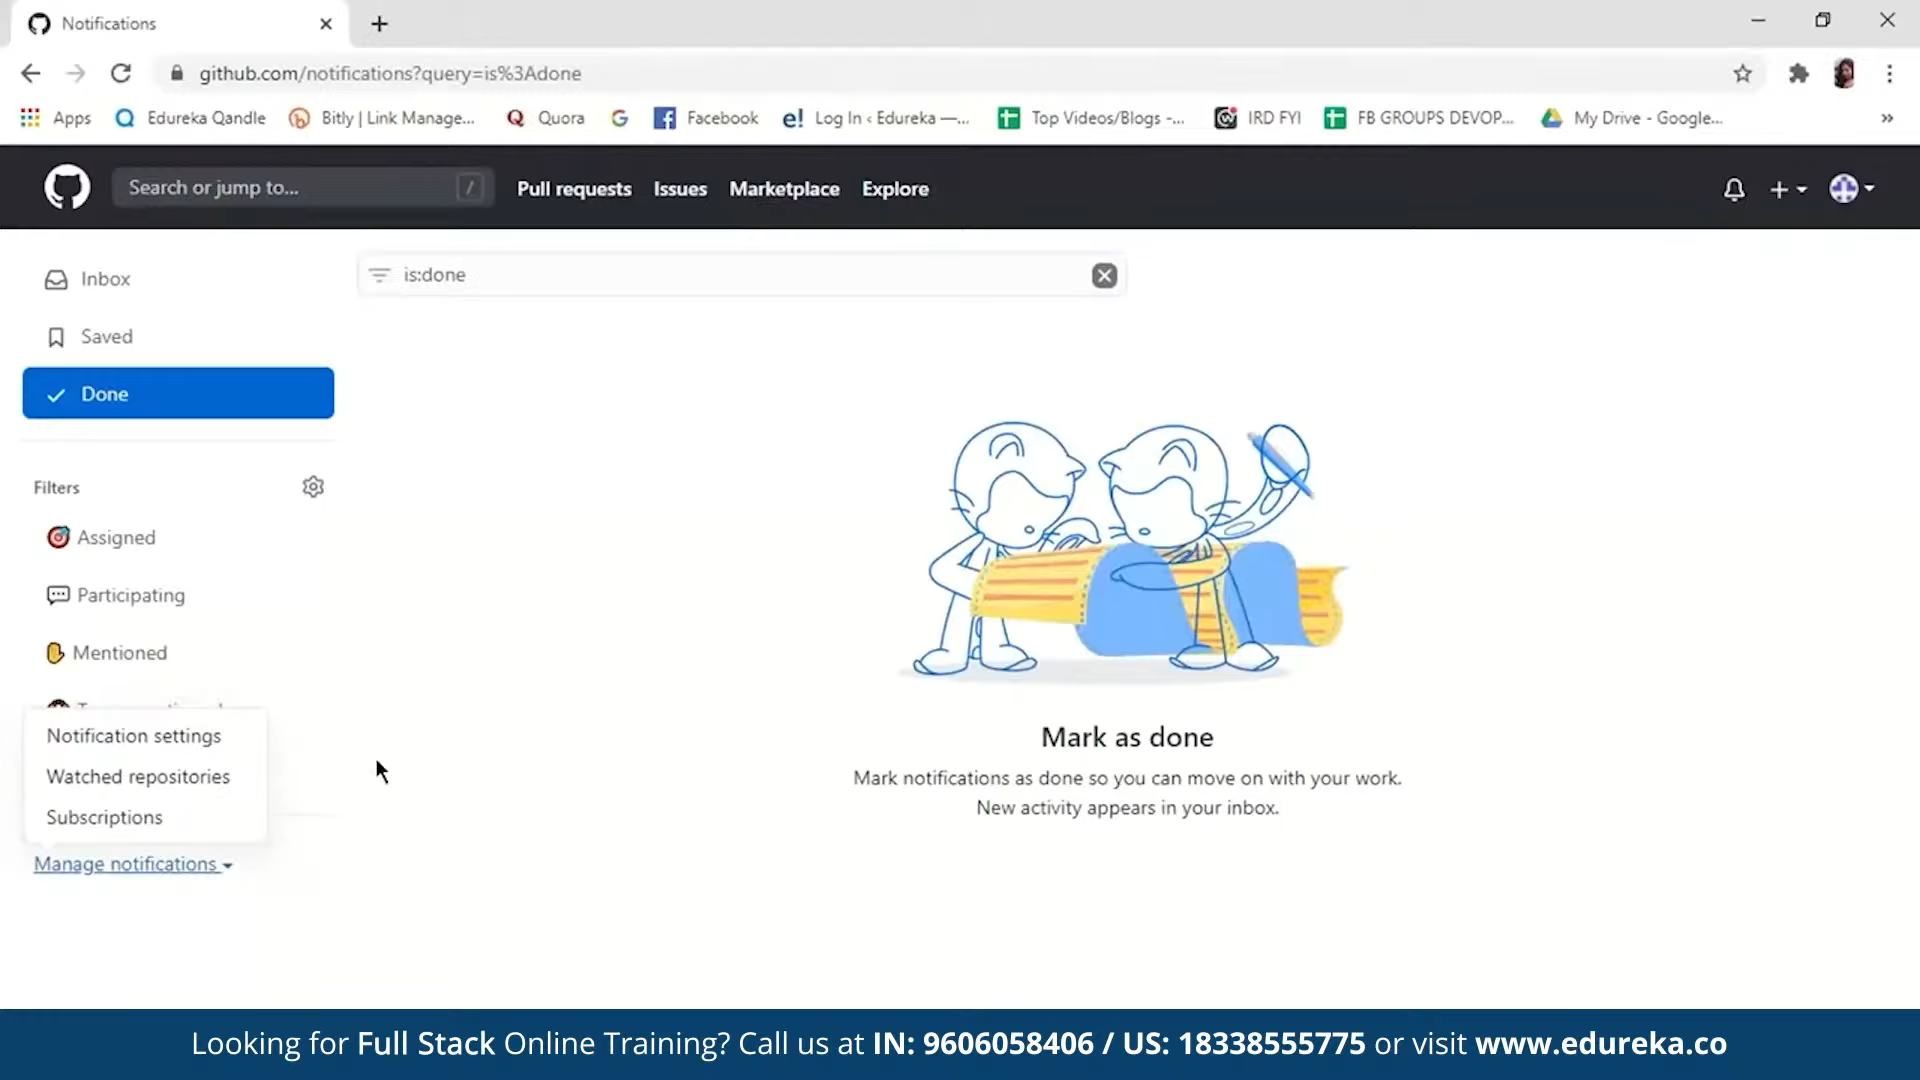 Notifications
github.com/notifications?query=is%3Adone
Apps
Edureka Qandle
Bitly | Link Manage...
Quora
Facebook
Log In ‹ Edureka —...
Top Videos/Blogs -...
IRD FYI
FB GROUPS DEVOP...
My Drive - Google...
»
Search or jump to...
/
Pull requests
Issues
Marketplace
Explore
Inbox
is:done
Saved
Done
Filters
Assigned
Participating
Mentioned
Notification settings
Watched repositories
Subscriptions
Manage notifications
Mark as done
Mark notifications as done so you can move on with your work.
New activity appears in your inbox.
Looking for Full Stack Online Training? Call us at IN: 9606058406 / US: 18338555775 or visit www.edureka.co